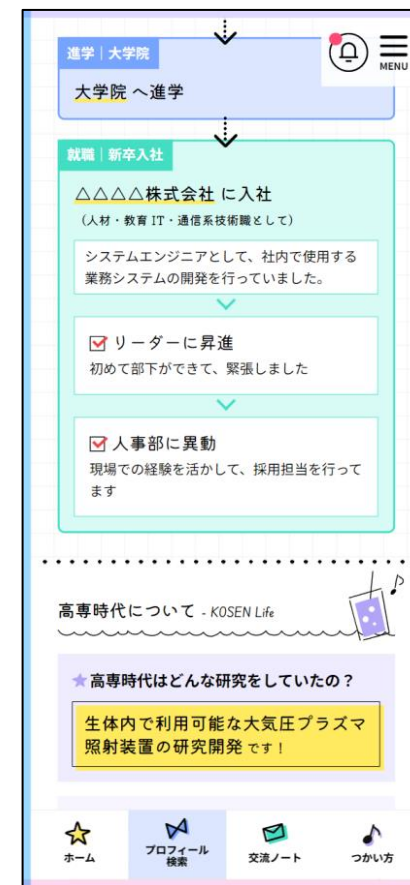 進学｜大学院
MENU
大学院 へ進学
就職｜新卒入社
△△△△株式会社 に入社
（人材・教育 IT・通信系技術職として）
システムエンジニアとして、社内で使用する
業務システムの開発を行っていました。
リーダーに昇進
初めて部下ができて、緊張しました
人事部に異動
現場での経験を活かして、採用担当を行って
ます
高専時代について - KOSEN Life
★高専時代はどんな研究をしていたの？
生体内で利用可能な大気圧プラズマ
照射装置の研究開発 です！
ホーム
プロフィール
検索
交流ノート
つかい方